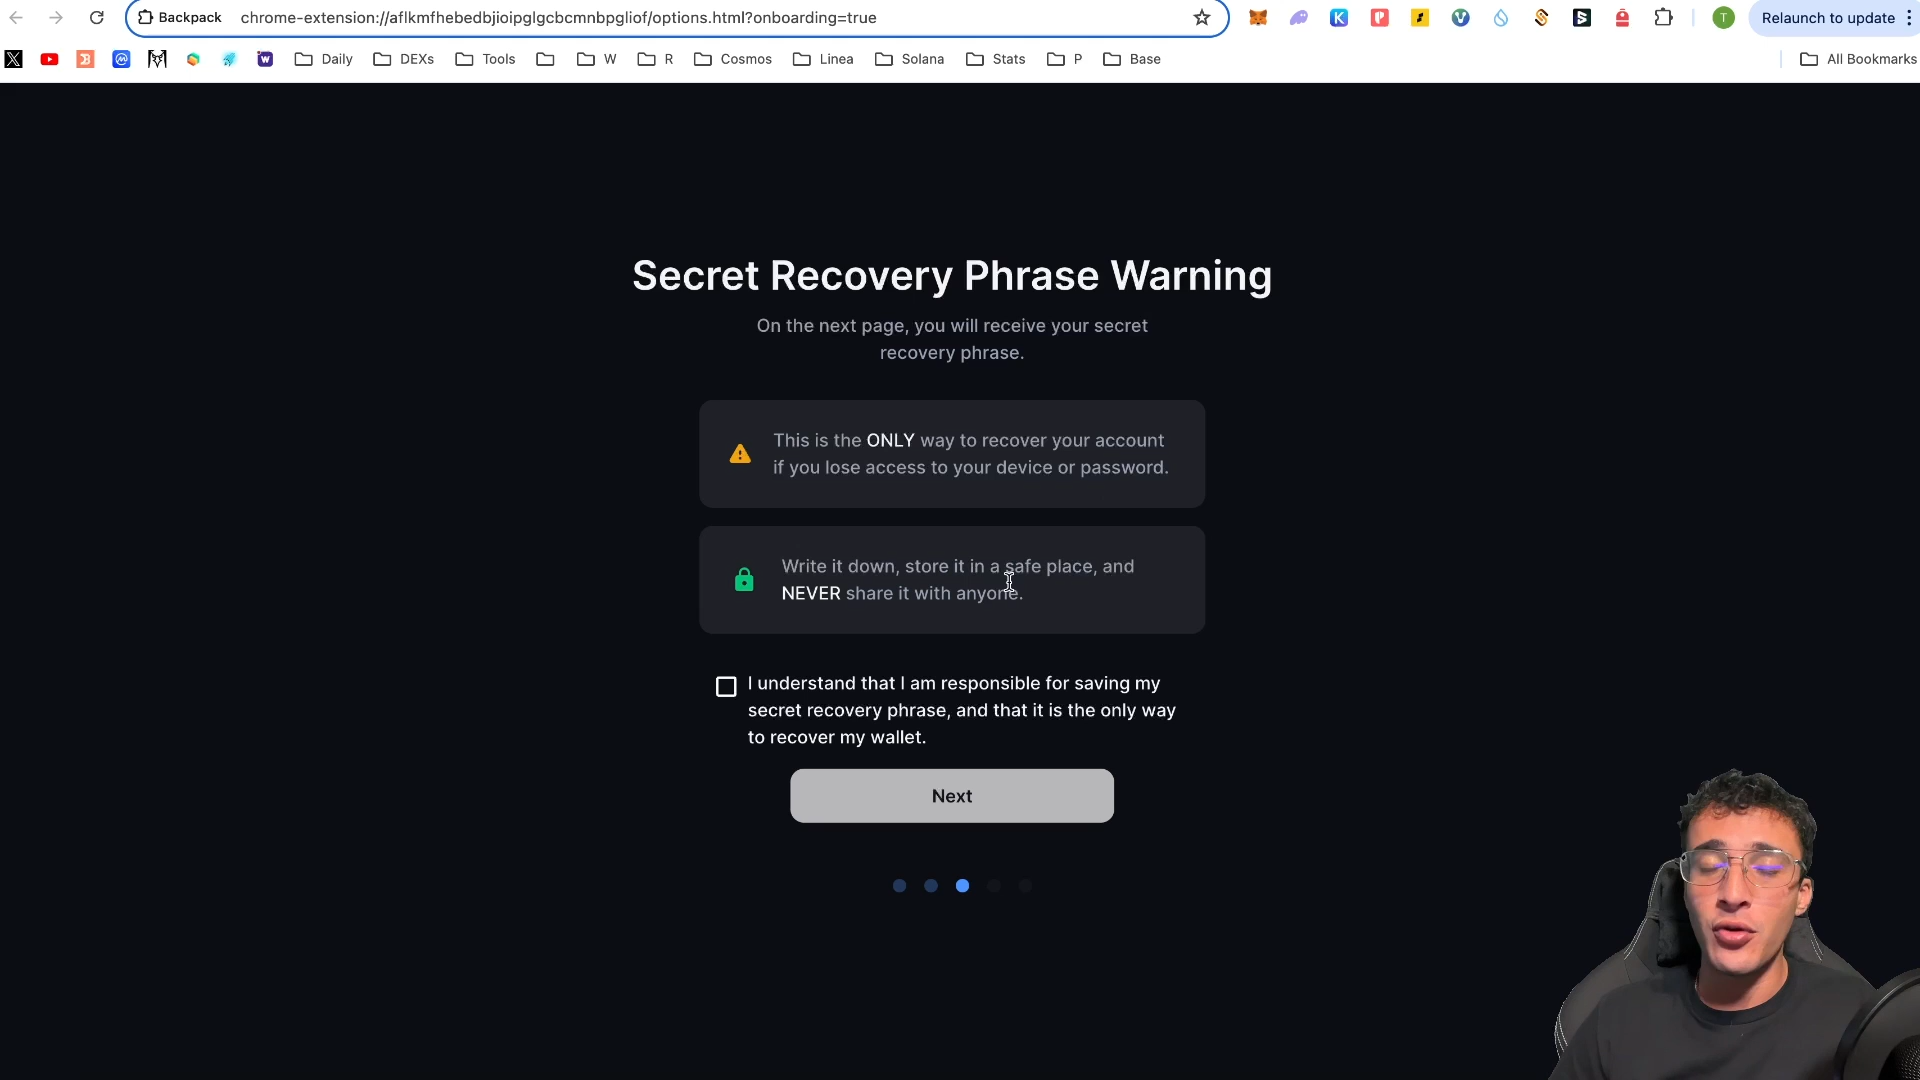 Backpack chrome-extension://aflkmfhebedbjioipglgcbcmnbpgliof/options.html?onboarding=true T Relaunch to update
Daily DEXs Tools W R Cosmos Linea Solana Stats P Base All Bookmarks
Secret Recovery Phrase Warning
On the next page, you will receive your secret
recovery phrase.
This is the ONLY way to recover your account
if you lose access to your device or password.
Write it down, store it in a safe place, and
NEVER share it with anyone.
I understand that I am responsible for saving my
secret recovery phrase, and that it is the only way
to recover my wallet.
Next